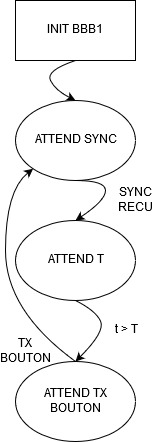 INIT BBB1
ATTEND SYNC
SYNC
RECU
ATTEND T
t > T
TX
BOUTON
ATTEND TX
BOUTON